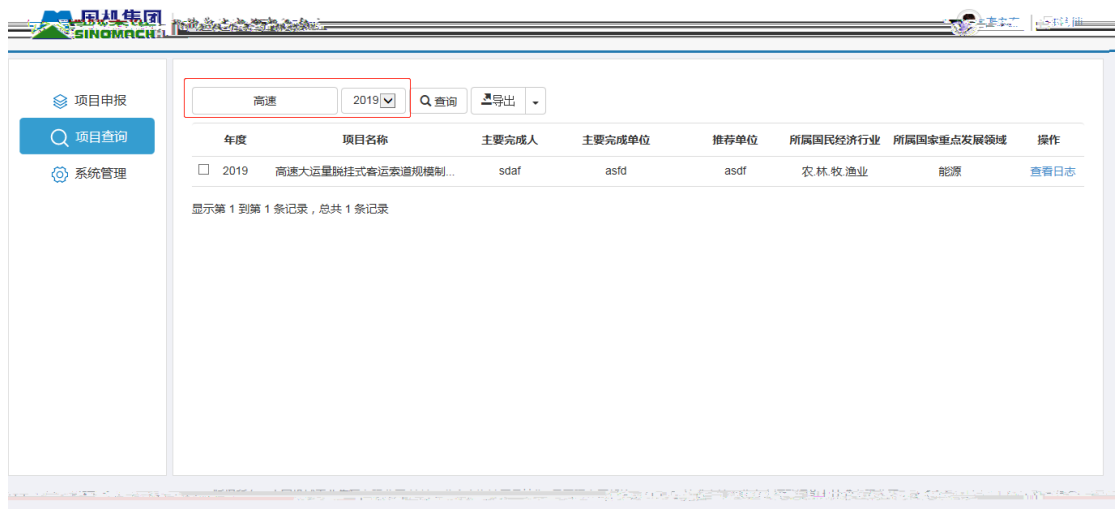 国机集团
SINOMACH
项目申报
项目查询
系统管理
高速 2019 查询 导出
年度 项目名称 主要完成人 主要完成单位 推荐单位 所属国民经济行业 所属国家重点发展领域 操作
2019 高速大运量脱挂式客运索道规模制... sdaf asfd asdf 农.林.牧.渔业 能源 查看日志
显示第 1 到第 1 条记录，总共 1 条记录